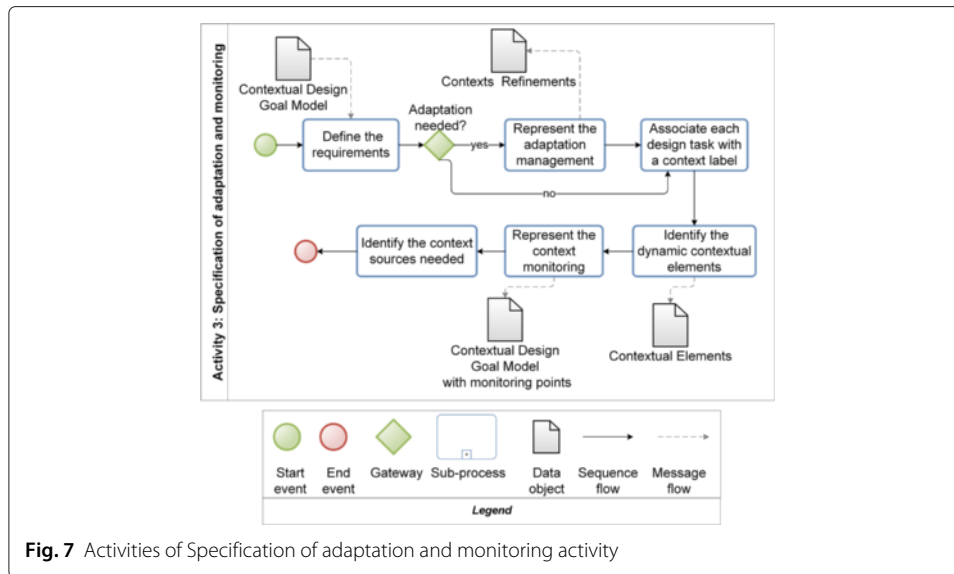 Activity 3: Specification of adaptation and monitoring
Contextual Design
Goal Model
Contexts Refinements
Define the
requirements
Adaptation
needed?
yes
Represent the
adaptation
management
Associate each
design task with
a context label
no
Identify the context
sources needed
Represent the
context
monitoring
Identify the
dynamic contextual
elements
Contextual Design
Goal Model
with monitoring points
Contextual Elements
Start
event
End
event
Gateway
Sub-process
Data
object
Sequence
flow
Message
flow
Legend
Fig. 7 Activities of Specification of adaptation and monitoring activity